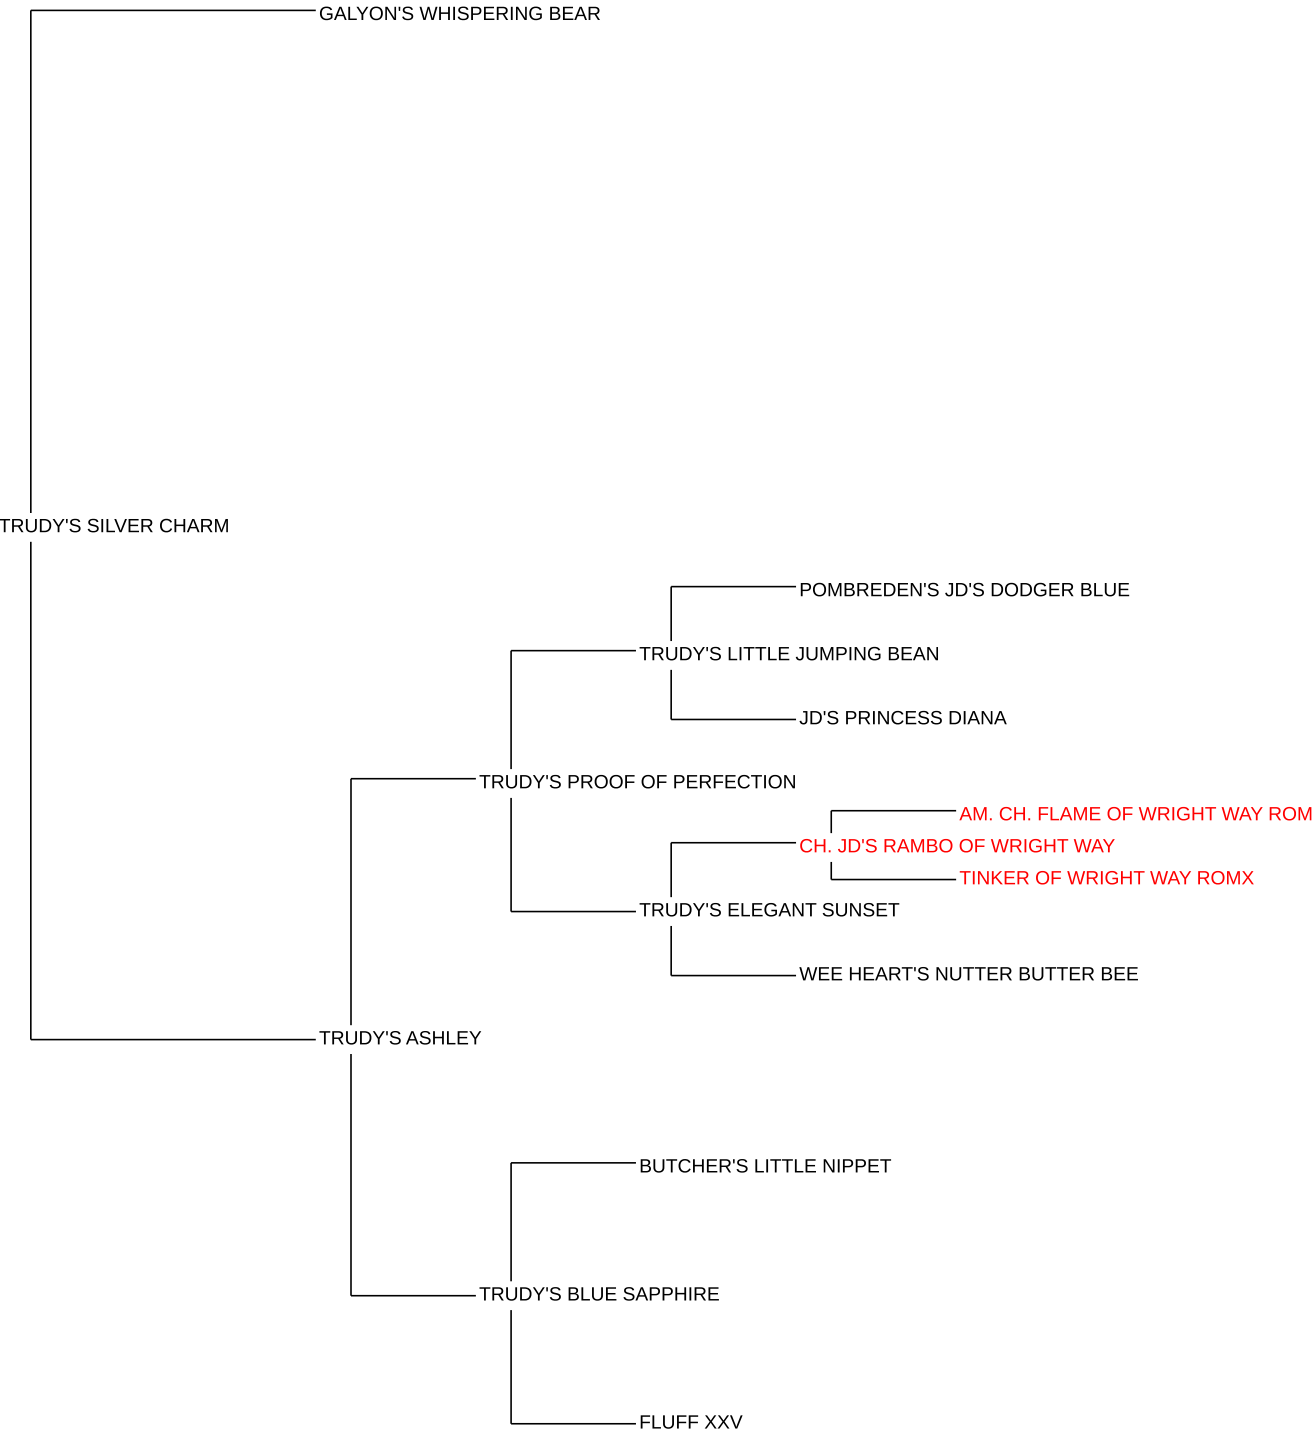 GALYON'S WHISPERING BEAR
TRUDY'S SILVER CHARM
POMBREDEN'S JD'S DODGER BLUE
TRUDY'S LITTLE JUMPING BEAN
JD'S PRINCESS DIANA
TRUDY'S PROOF OF PERFECTION
AM. CH. FLAME OF WRIGHT WAY ROM
CH. JD'S RAMBO OF WRIGHT WAY
TINKER OF WRIGHT WAY ROMX
TRUDY'S ELEGANT SUNSET
WEE HEART'S NUTTER BUTTER BEE
TRUDY'S ASHLEY
BUTCHER'S LITTLE NIPPET
TRUDY'S BLUE SAPPHIRE
FLUFF XXV